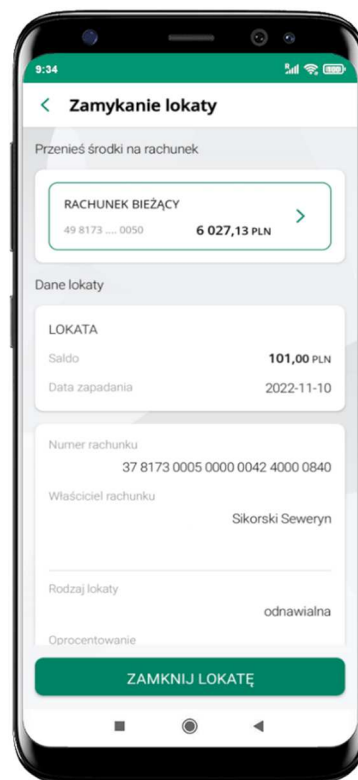 9:34
Zamykanie lokaty
Przenieś środki na rachunek
RACHUNEK BIEŻĄCY
49 8173 .... 0050 6 027,13 PLN
Dane lokaty
LOKATA
Saldo 101,00 PLN
Data zapadania 2022-11-10
Numer rachunku
37 8173 0005 0000 0042 4000 0840
Właściciel rachunku
Sikorski Seweryn
Rodzaj lokaty
odnawialna
Oprocentowanie
ZAMKNIJ LOKATĘ